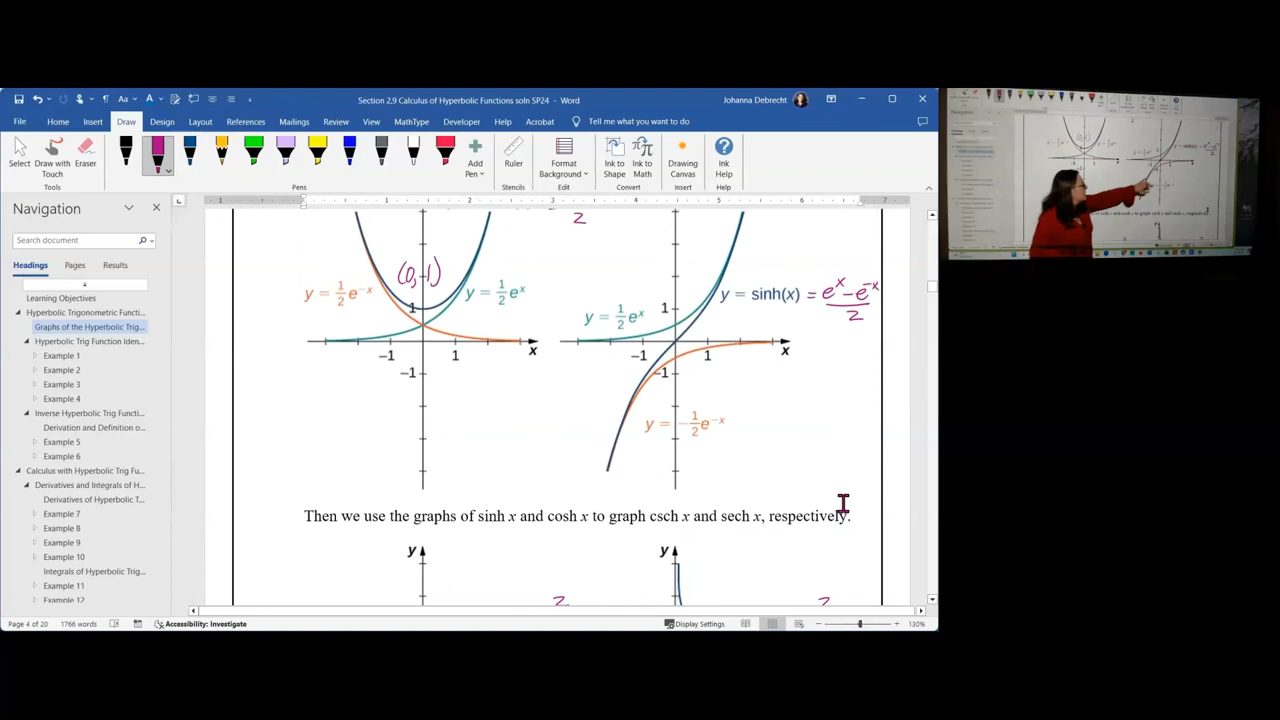 Section 2.9 Calculus of Hyperbolic Functions soln SP24 - Word
Johanna Debrecht
File Home Insert Draw Design Layout References Mailings Review View MathType Developer Help Acrobat Tell me what you want to do
Select
Draw with Touch
Eraser
Add Pen
Ruler
Format Background
Ink to Shape
Ink to Math
Drawing Canvas
Ink Replay
Ink Help
Tools
Pens
Stencils
Edit
Convert
Insert
Replay
Help
Navigation
Search document
Headings Pages Results
Learning Objectives
Hyperbolic Trigonometric Functi...
Graphs of the Hyperbolic Trig...
Hyperbolic Trig Function Iden...
Example 1
Example 2
Example 3
Example 4
Inverse Hyperbolic Trig Functi...
Derivation and Definition o...
Example 5
Example 6
Calculus with Hyperbolic Trig Fu...
Derivatives and Integrals of H...
Derivatives of Hyperbolic T...
Example 7
Example 8
Example 9
Example 10
Integrals of Hyperbolic Trig...
Example 11
Example 12
2
(0, 1)
y = 1/2 e^-x
y = 1/2 e^x
1
-1 1 x
-1
y = sinh(x) = e^x - e^-x / 2
y = 1/2 e^x
1
-1 1 x
-1
y = -1/2 e^-x
Then we use the graphs of sinh x and cosh x to graph csch x and sech x, respectively.
y
y
Page 4 of 20 1766 words Accessibility: Investigate Display Settings 130%